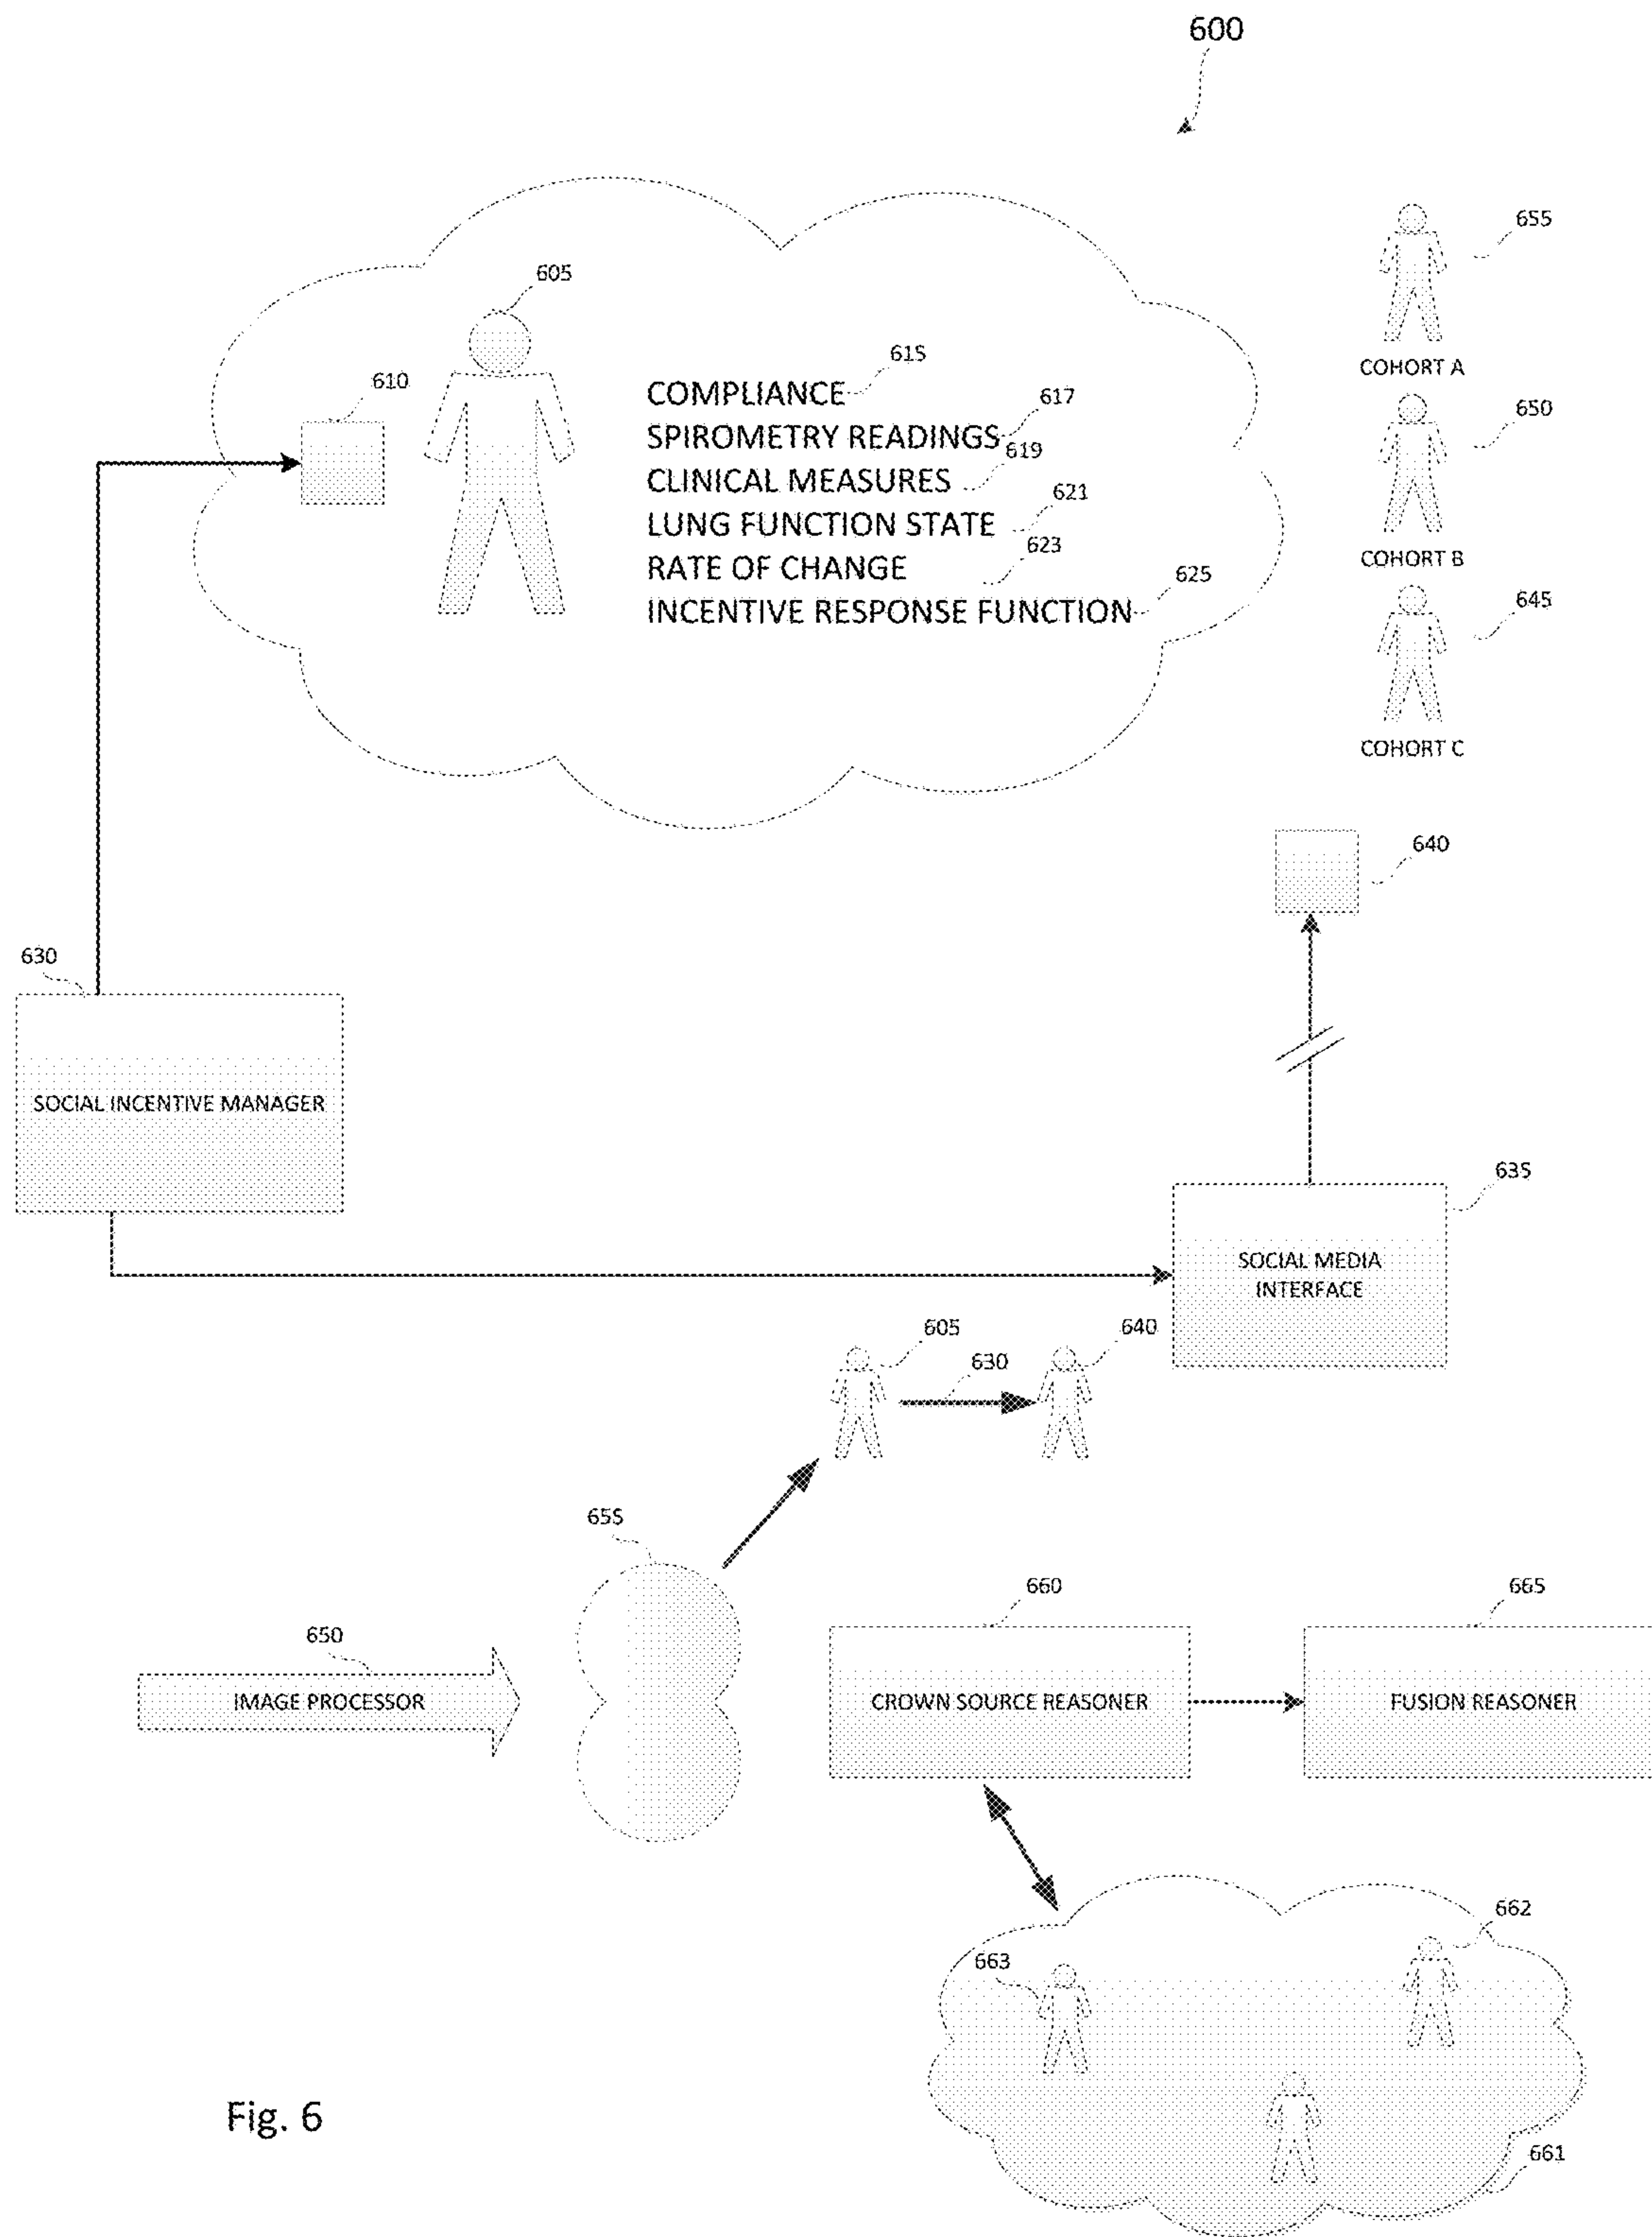 600
655
605
610
615
COHORT A
COMPLIANCE
617
650
SPIROMETRY READINGS
619
CLINICAL MEASURES
621
LUNG FUNCTION STATE
623
COHORT B
RATE OF CHANGE
625
645
INCENTIVE RESPONSE FUNCTION
COHORT C
640
630
SOCIAL INCENTIVE MANAGER
635
SOCIAL MEDIA
INTERFACE
605
640
630
655
660
665
650
IMAGE PROCESSOR
CROWN SOURCE REASONER
FUSION REASONER
662
663
Fig. 6
661